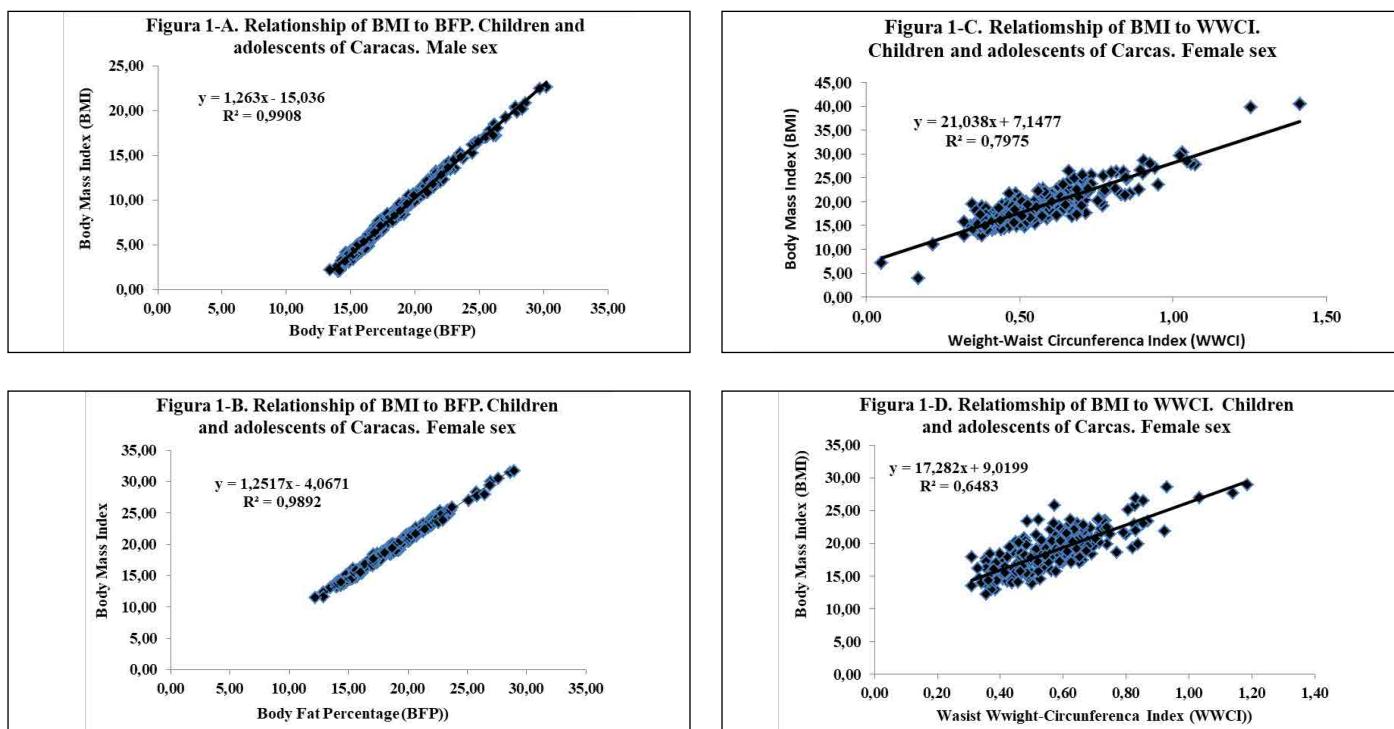 Figura 1-A. Relationship of BMI to BFP. Children and
adolescents of Caracas. Male sex
25,00
20,00
15,00
10,00
5,00
0,00
Body Mass Index (BMI)
y = 1,263x - 15,036
R² = 0,9908
0,00 5,00 10,00 15,00 20,00 25,00 30,00 35,00
Body Fat Percentage (BFP)
Figura 1-C. Relatiomship of BMI to WWCI.
Children and adolescents of Carcas. Female sex
45,00
40,00
35,00
30,00
25,00
20,00
15,00
10,00
5,00
0,00
Body Mass Index (BMI)
y = 21,038x + 7,1477
R² = 0,7975
0,00 0,50 1,00 1,50
Weight-Waist Circunferenca Index (WWCI)
Figura 1-B. Relationship of BMI to BFP. Children
and adolescents of Caracas. Female sex
35,00
30,00
25,00
20,00
15,00
10,00
5,00
0,00
Body Mass Index
y = 1,2517x - 4,0671
R² = 0,9892
0,00 5,00 10,00 15,00 20,00 25,00 30,00 35,00
Body Fat Percentage (BFP))
Figura 1-D. Relatiomship of BMI to WWCI. Children
and adolescents of Carcas. Female sex
35,00
30,00
25,00
20,00
15,00
10,00
5,00
0,00
Body Mass Index (BMI))
y = 17,282x + 9,0199
R² = 0,6483
0,00 0,20 0,40 0,60 0,80 1,00 1,20 1,40
Wasist Wwight-Circunferenca Index (WWCI))